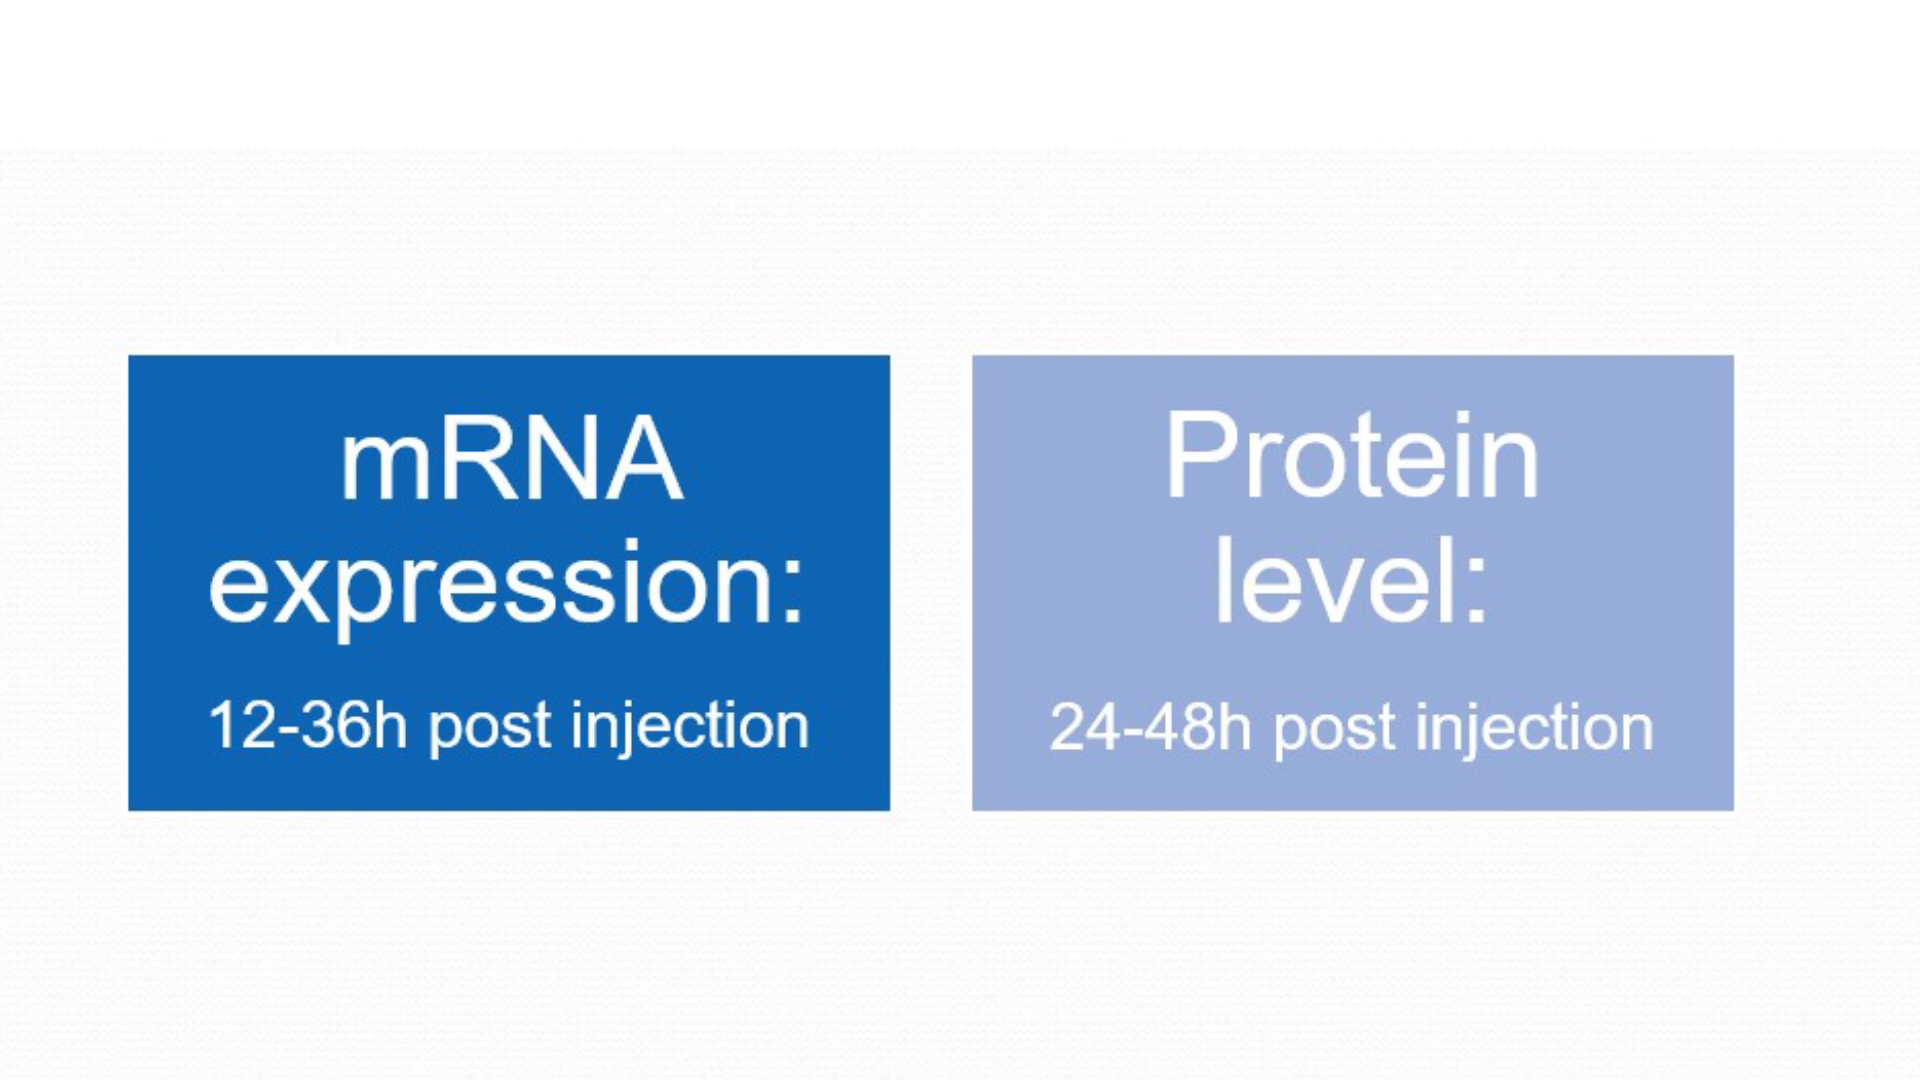 mRNA
expression:
12-36h post injection
Protein
level:
24-48h post injection